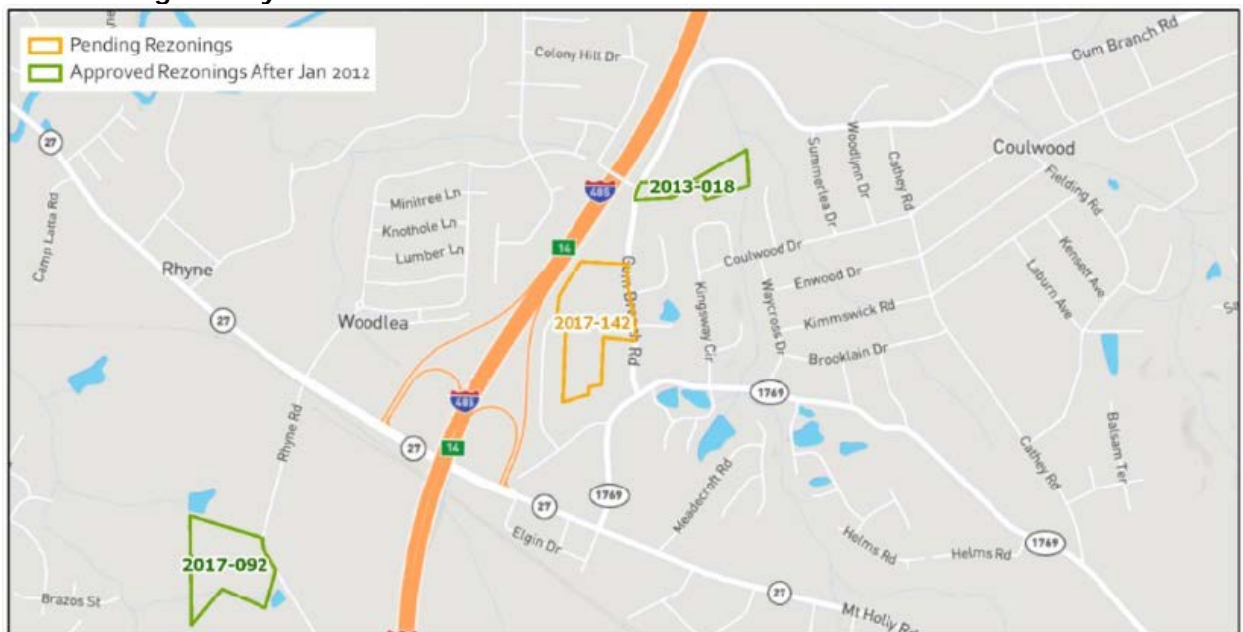 Pending Rezonings
Approved Rezonings After Jan 2012
Colony Hill Dr
Gum Branch Rd
27
Camp Latta Rd
Rhyne
Minitree Ln
Knothole Ln
Lumber Ln
Woodlea
485
14
2013-018
Summerlea Dr
Woodlynn Dr
Cathey Rd
Coulwood
Fielding Rd
Coulwood Dr
Enwood Dr
Kensett Ave
Laburn Ave
27
Gum Branch Rd
2017-142
Kingsway Cir
Waycross Dr
Kimmswick Rd
Brooklain Dr
1769
485
27
14
Rhyne Rd
Balsam Ter
Cathey Rd
1769
27
Elgin Dr
Meadecroft Rd
Helms Rd
Helms Rd
1769
2017-092
Brazos St
27
Mt Holly Rd